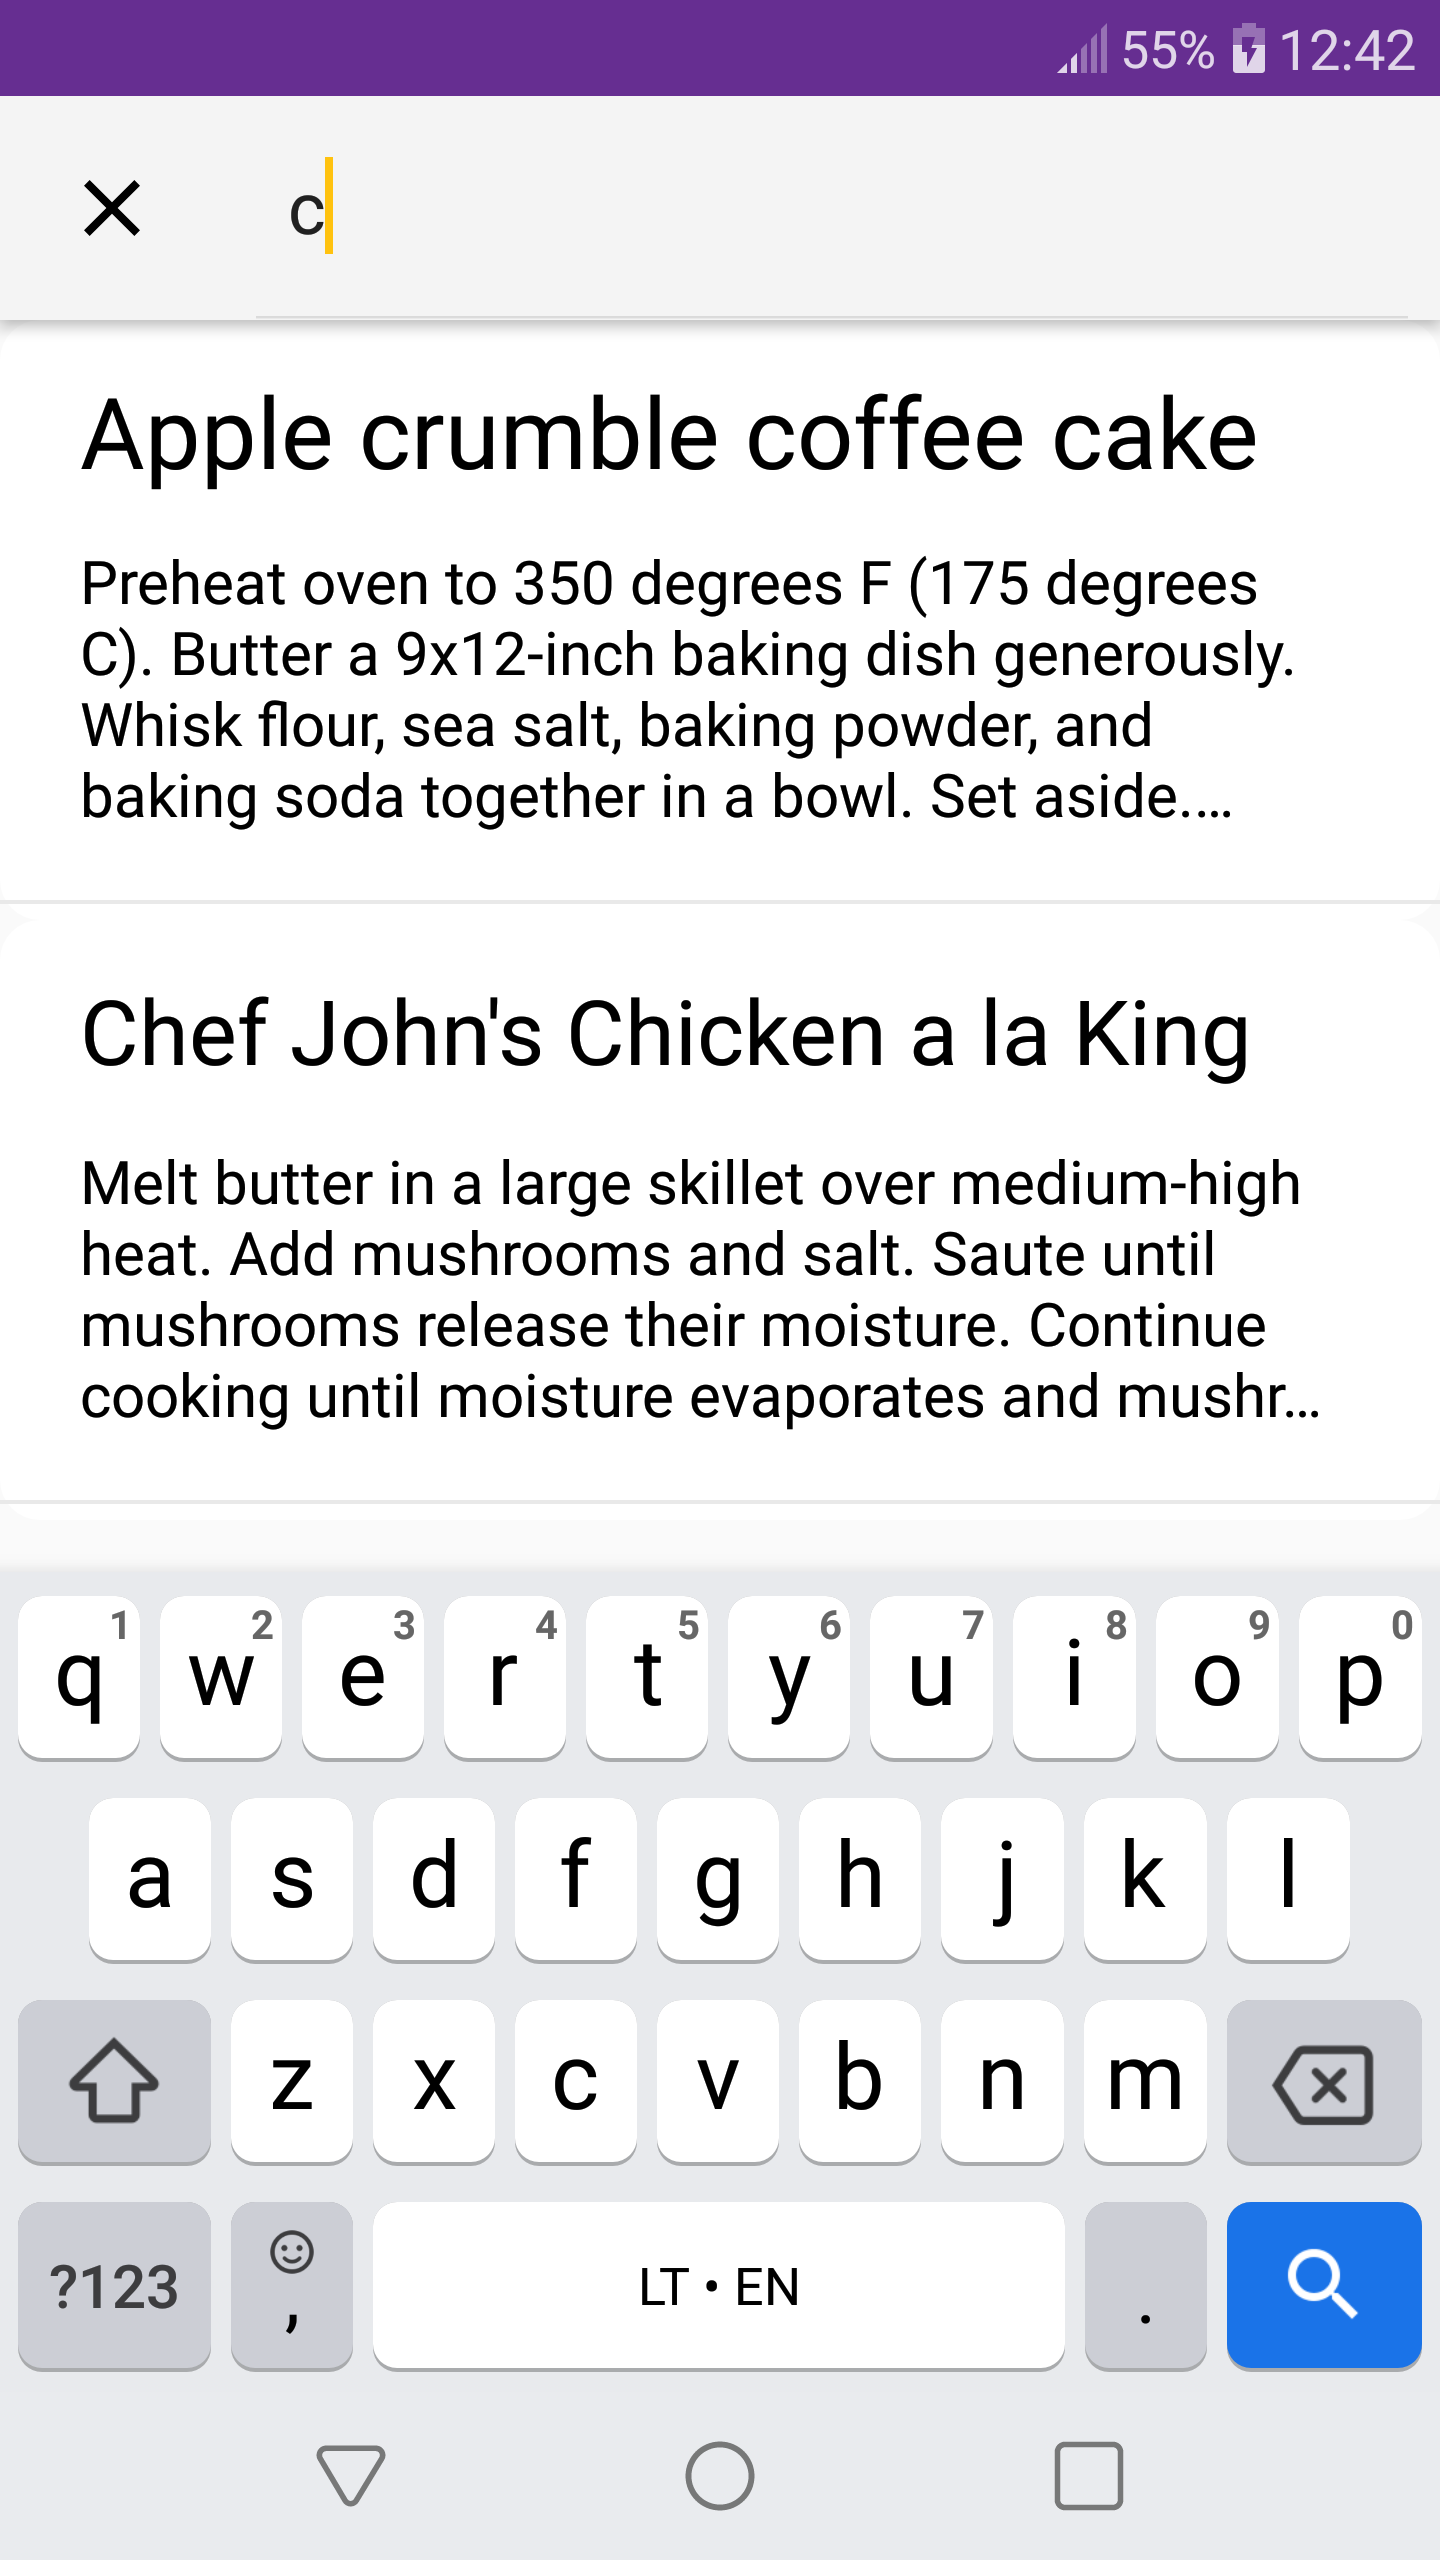 55% 12:42
c
Apple crumble coffee cake
Preheat oven to 350 degrees F (175 degrees
C). Butter a 9x12-inch baking dish generously.
Whisk flour, sea salt, baking powder, and
baking soda together in a bowl. Set aside.…
Chef John's Chicken a la King
Melt butter in a large skillet over medium-high
heat. Add mushrooms and salt. Saute until
mushrooms release their moisture. Continue
cooking until moisture evaporates and mushr…
1 2 3 4 5 6 7 8 9 0
q w e r t y u i o p
a s d f g h j k l
z x c v b n m
?123 , LT • EN .